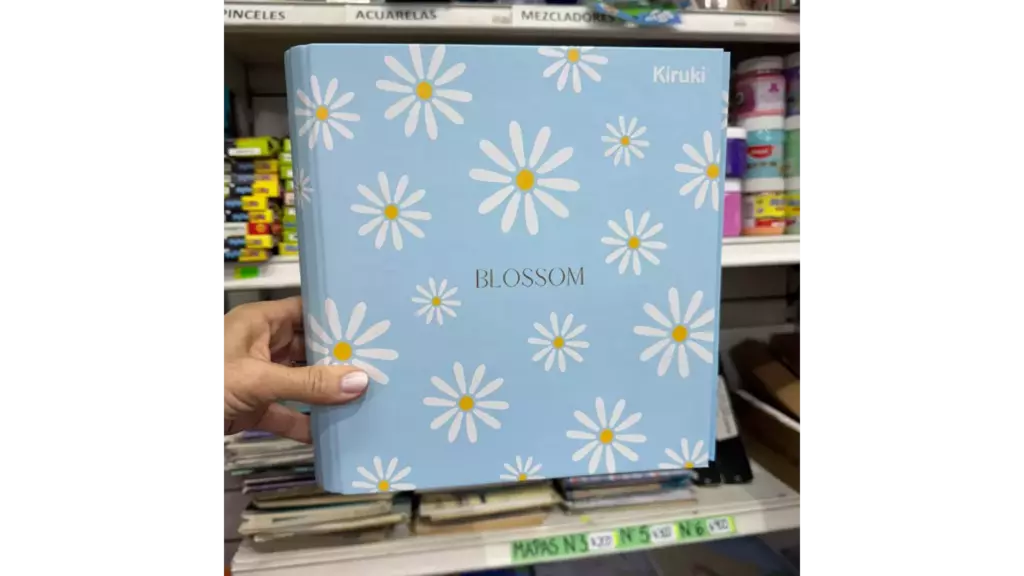 PINCELES
ACUARELAS
MEZCLADORES
Kiruki
BLOSSOM
MAPAS N°3
N°5
N°6